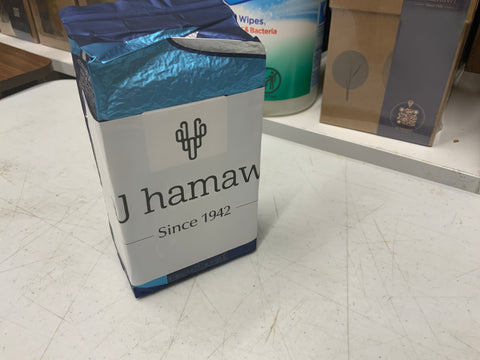 Wipes.
& Bacteria
U hamaw
Since 1942